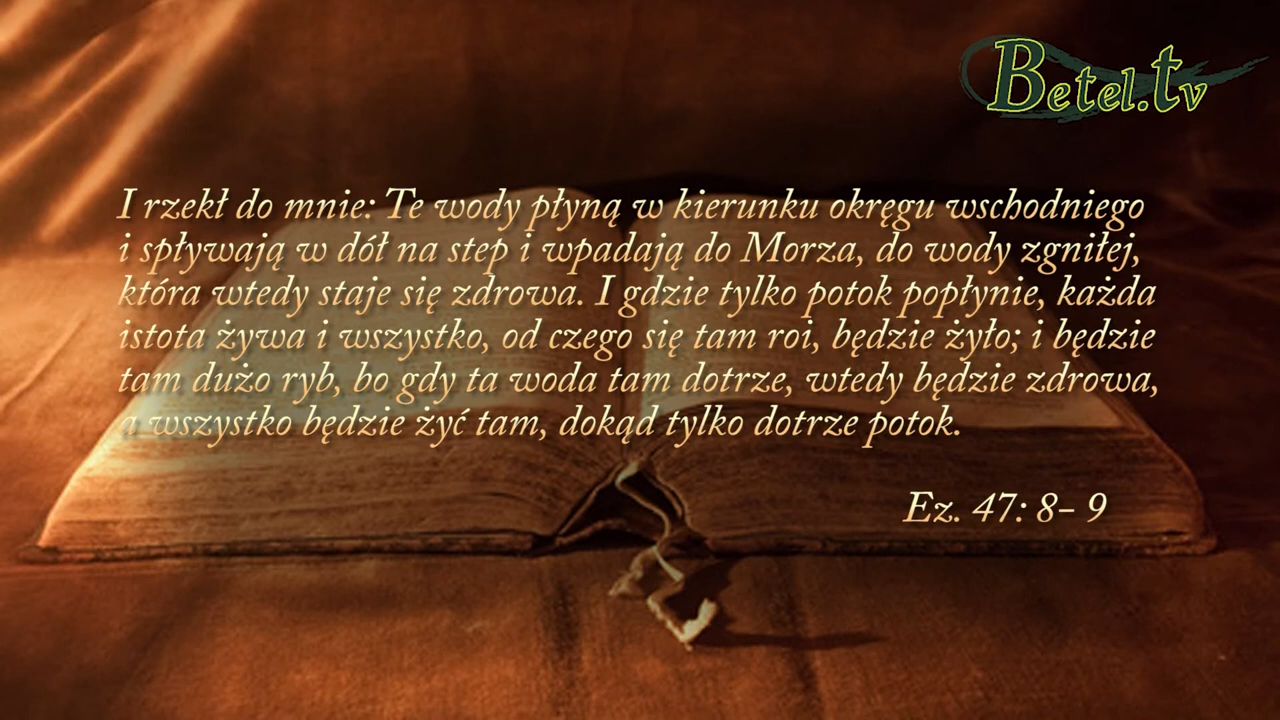 Betel.tv
I rzekł do mnie: Te wody płyną w kierunku okręgu wschodniego
i spływają w dół na step i wpadają do Morza, do wody zgniłej,
która wtedy staje się zdrowa. I gdzie tylko potok popłynie, każda
istota żywa i wszystko, od czego się tam roi, będzie żyło; i będzie
tam dużo ryb, bo gdy ta woda tam dotrze, wtedy będzie zdrowa,
a wszystko będzie żyć tam, dokąd tylko dotrze potok.
Ez. 47: 8- 9